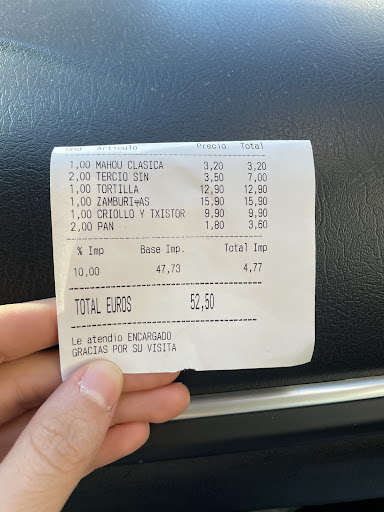 Und Artículo Precio Total
1,00 MAHOU CLASICA 3,20 3,20
2,00 TERCIO SIN 3,50 7,00
1,00 TORTILLA 12,90 12,90
1,00 ZAMBURI╤AS 15,90 15,90
1,00 CRIOLLO Y TXISTOR 9,90 9,90
2,00 PAN 1,80 3,60
% Imp Base Imp. Total Imp
10,00 47,73 4,77
TOTAL EUROS 52,50
Le atendio ENCARGADO
GRACIAS POR SU VISITA